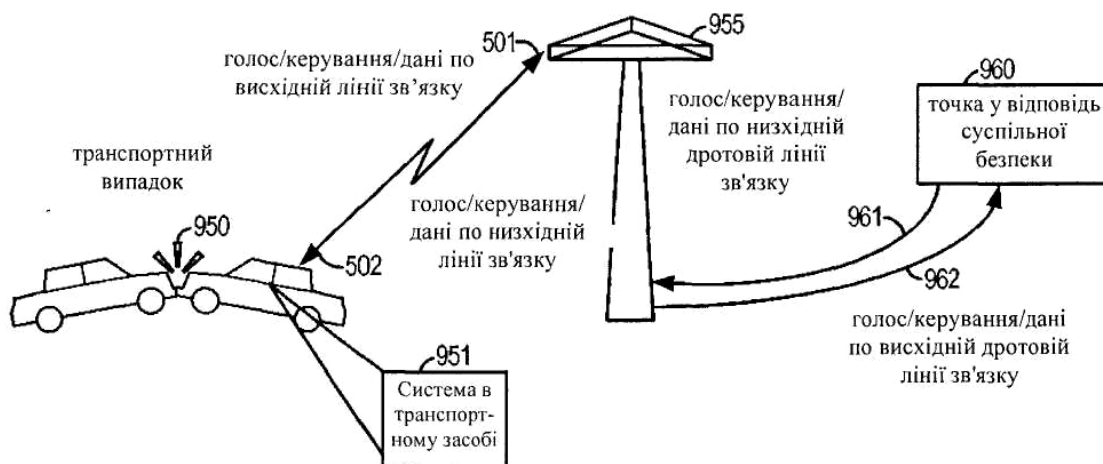 501
955
голос/керування/дані по
висхідній лінії зв’язку
960
точка у відповідь
суспільної
безпеки
голос/керування/
дані по низхідній
дротовій лінії
зв'язку
транспортний
випадок
голос/керування/
дані по низхідній
лінії зв'язку
950
502
961
962
голос/керування/дані
по висхідній дротовій
лінії зв'язку
951
Система в
транспорт-
ному засобі